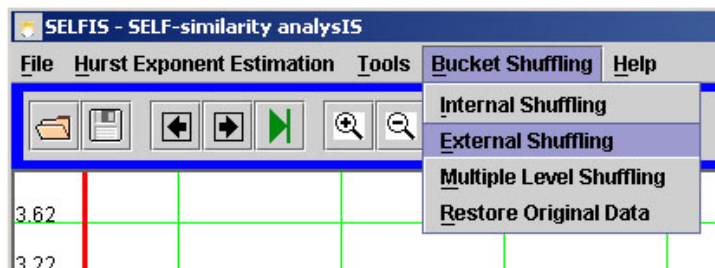 SELFIS - SELF-similarity analysIS
File Hurst Exponent Estimation Tools Bucket Shuffling Help
Internal Shuffling
External Shuffling
Multiple Level Shuffling
Restore Original Data
3.62
3.22